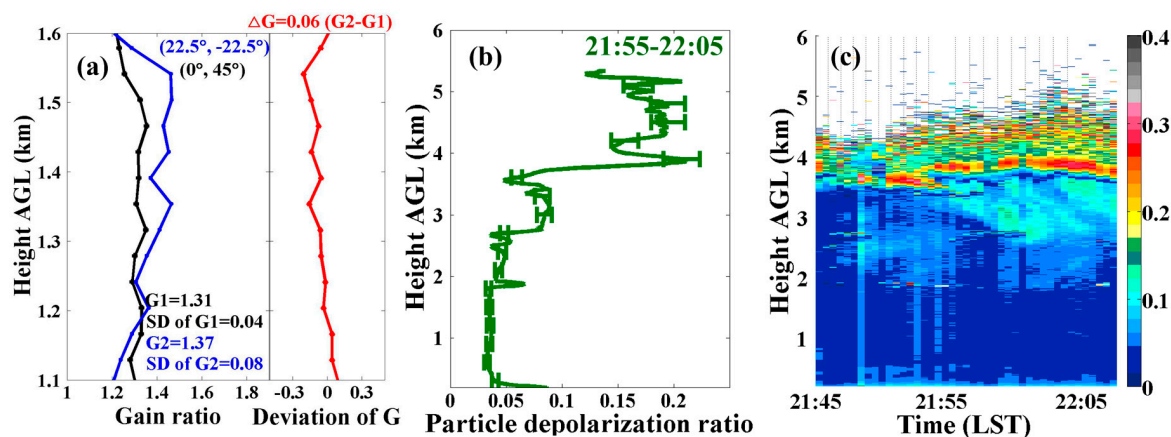 △G=0.06 (G2-G1)
(a)
(22.5°, -22.5°)
(0°, 45°)
G1=1.31
SD of G1=0.04
G2=1.37
SD of G2=0.08
Height AGL (km)
1.6
1.5
1.4
1.3
1.2
1.1
1 1.2 1.4 1.6 1.8
Gain ratio
-0.3 0 0.3
Deviation of G
(b)
21:55-22:05
Height AGL (km)
6
5
4
3
2
1
0 0.05 0.1 0.15 0.2
Particle depolarization ratio
(c)
Height AGL (km)
6
5
4
3
2
1
21:45 21:55 22:05
Time (LST)
0.4
0.3
0.2
0.1
0